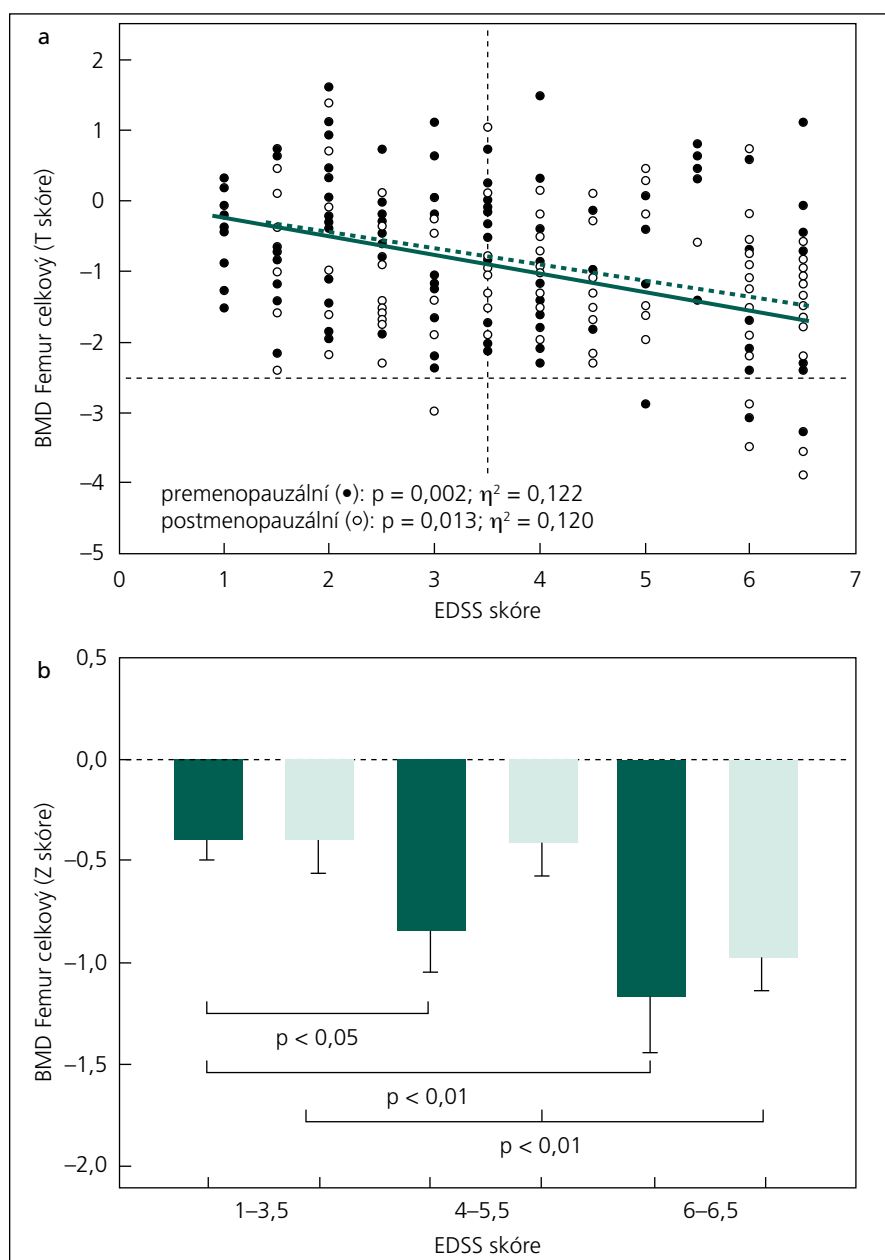 a
2
1
0
−1
−2
−3
−4
−5
BMD Femur celkový (T skóre)
premenopauzální (●): p = 0,002; η² = 0,122
postmenopauzální (○): p = 0,013; η² = 0,120
0 1 2 3 4 5 6 7
EDSS skóre
b
0,5
0,0
−0,5
−1,0
−1,5
−2,0
BMD Femur celkový (Z skóre)
p < 0,05
p < 0,01
p < 0,01
1–3,5 4–5,5 6–6,5
EDSS skóre